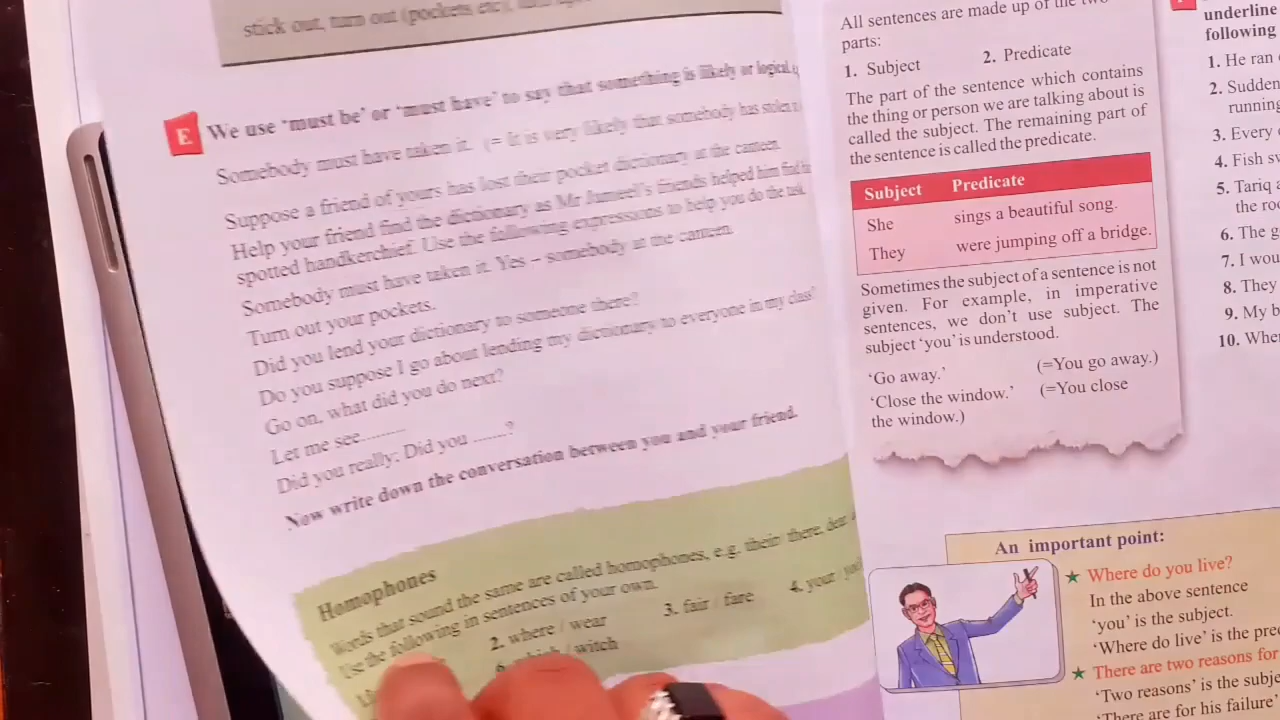 stick out, turn out (pockets etc),
E We use 'must be' or 'must have' to say that something is likely or logical.
Somebody must have taken it. (= It is very likely that somebody has stolen
Suppose a friend of yours has lost their pocket dictionary at the canteen.
Help your friend find the dictionary as Mr Jameel's friends helped him find
spotted handkerchief. Use the following expressions to help you do the task.
Somebody must have taken it. Yes – somebody at the canteen.
Turn out your pockets.
Did you lend your dictionary to someone there?
Do you suppose I go about lending my dictionary to everyone in my class?
Go on, what did you do next?
Let me see.........
Did you really; Did you .......?
Now write down the conversation between you and your friend.
Homophones
Words that sound the same are called homophones, e.g. their/ there, dear
Use the following in sentences of your own.
2. where / wear
3. fair / fare
4. your
6. / witch
All sentences are made up of the two
parts:
1. Subject 2. Predicate
The part of the sentence which contains
the thing or person we are talking about is
called the subject. The remaining part of
the sentence is called the predicate.
Subject Predicate
She sings a beautiful song.
They were jumping off a bridge.
Sometimes the subject of a sentence is not
given. For example, in imperative
sentences, we don't use subject. The
subject 'you' is understood.
'Go away.' (=You go away.)
'Close the window.' (=You close
the window.)
An important point:
★ Where do you live?
In the above sentence
'you' is the subject.
'Where do live' is the
★ There are two reasons for
'Two reasons' is the
'There are for his failure'
underline
following
1. He ran
2.
running
3. Every
4. Fish
5. Tariq
the
6. The
7. I
8. They
9. My
10.